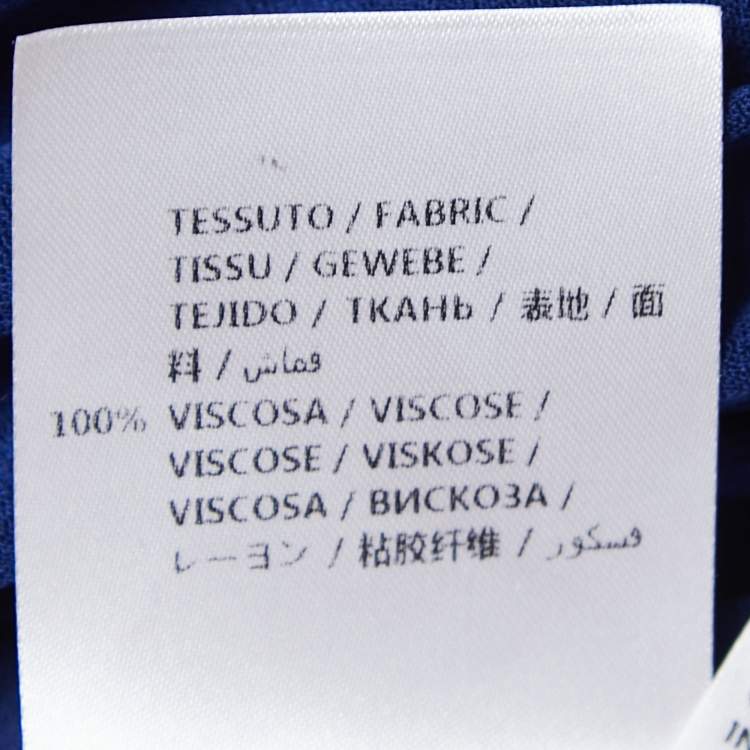 TESSUTO / FABRIC /
TISSU / GEWEBE /
TEJIDO / ТКАНЬ / 表地 / 面
料 / قماش
100% VISCOSA / VISCOSE /
VISCOSE / VISKOSE /
VISCOSA / ВИСКОЗА /
レーヨン / 粘胶纤维 / فسكور